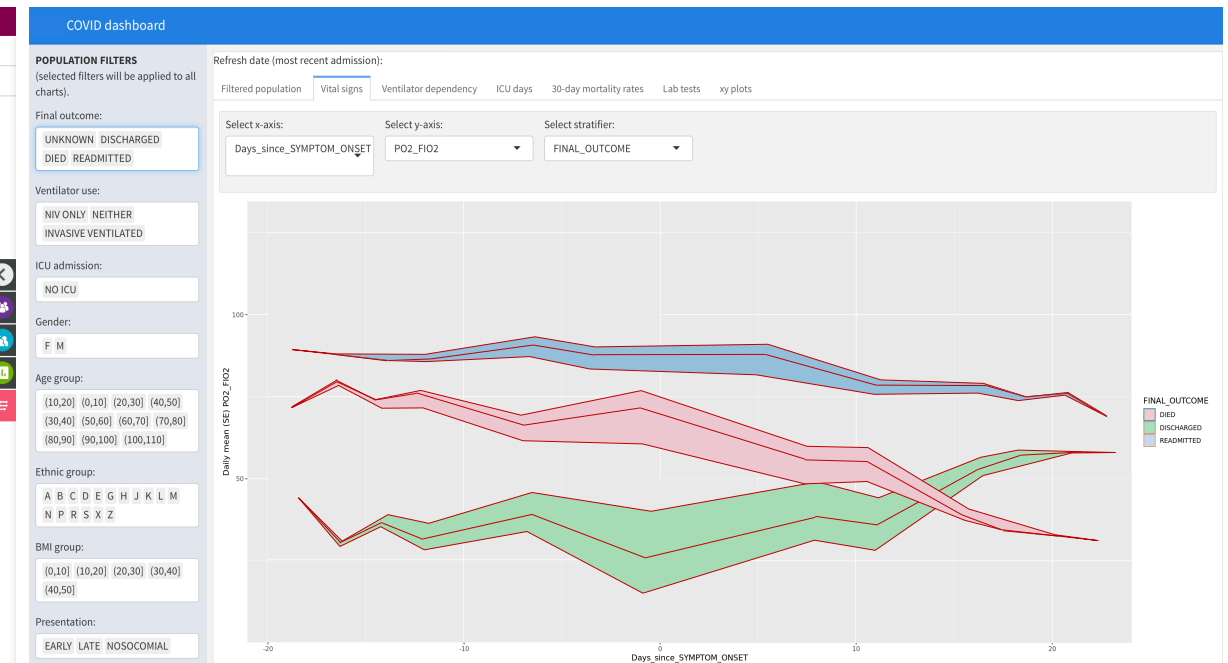 COVID dashboard
POPULATION FILTERS
(selected filters will be applied to all
charts).
Final outcome:
UNKNOWN DISCHARGED
DIED READMITTED
Ventilator use:
NIV ONLY NEITHER
INVASIVE VENTILATED
ICU admission:
NO ICU
Gender:
F M
Age group:
(10,20] (0,10] (20,30] (40,50]
(30,40] (50,60] (60,70] (70,80]
(80,90] (90,100] (100,110]
Ethnic group:
A B C D E G H J K L M
N P R S X Z
BMI group:
(0,10] (10,20] (20,30] (30,40]
(40,50]
Presentation:
EARLY LATE NOSOCOMIAL
Refresh date (most recent admission):
Filtered population Vital signs Ventilator dependency ICU days 30-day mortality rates Lab tests xy plots
Select x-axis: Select y-axis: Select stratifier:
Days_since_SYMPTOM_ONSET PO2_FIO2 FINAL_OUTCOME
Daily mean (SE) PO2_FIO2
100
50
-20 -10 0 10 20
Days_since_SYMPTOM_ONSET
FINAL_OUTCOME
DIED
DISCHARGED
READMITTED